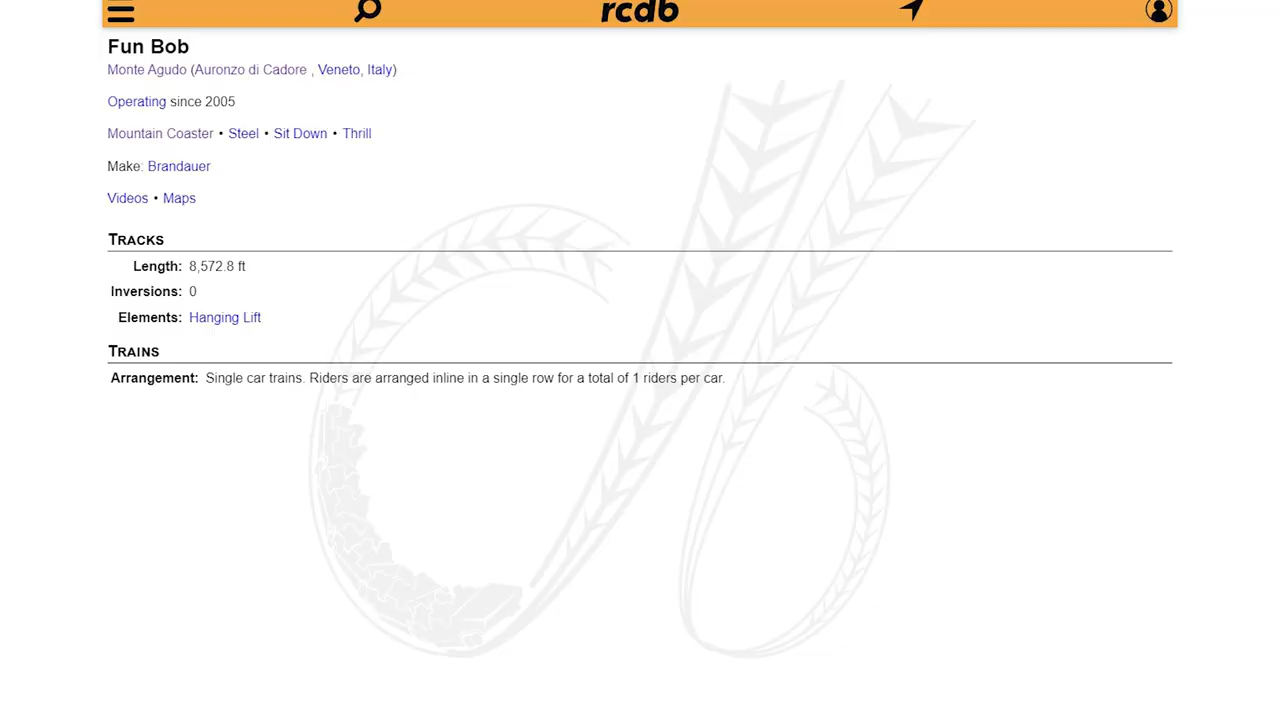 rcdb
Fun Bob
Monte Agudo (Auronzo di Cadore , Veneto, Italy)
Operating since 2005
Mountain Coaster • Steel • Sit Down • Thrill
Make: Brandauer
Videos • Maps
TRACKS
Length: 8,572.8 ft
Inversions: 0
Elements: Hanging Lift
TRAINS
Arrangement: Single car trains. Riders are arranged inline in a single row for a total of 1 riders per car.